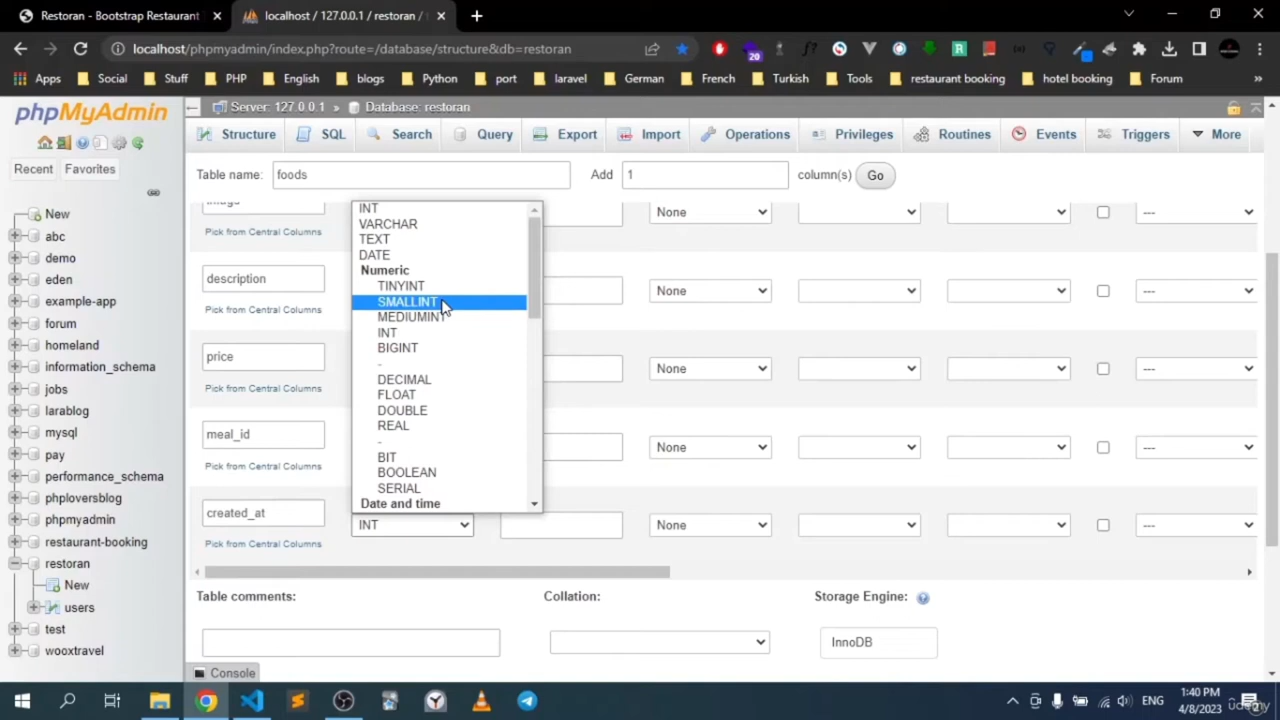 Restoran - Bootstrap Restaurant
localhost / 127.0.0.1 / restoran /
localhost/phpmyadmin/index.php?route=/database/structure&db=restoran
20
Apps
Social
Stuff
PHP
English
blogs
Python
port
laravel
German
French
Turkish
Tools
restaurant booking
hotel booking
Forum
»
phpMyAdmin
Server: 127.0.0.1 » Database: restoran
Structure
SQL
Search
Query
Export
Import
Operations
Privileges
Routines
Events
Triggers
More
Recent
Favorites
Table name:
foods
Add
1
column(s)
Go
New
abc
demo
eden
example-app
forum
homeland
information_schema
jobs
larablog
mysql
pay
performance_schema
phploversblog
phpmyadmin
restaurant-booking
restoran
New
users
test
wooxtravel
image
Pick from Central Columns
None
---
description
Pick from Central Columns
None
---
price
Pick from Central Columns
None
---
meal_id
Pick from Central Columns
None
---
created_at
Pick from Central Columns
INT
None
---
INT
VARCHAR
TEXT
DATE
Numeric
TINYINT
SMALLINT
MEDIUMINT
INT
BIGINT
-
DECIMAL
FLOAT
DOUBLE
REAL
-
BIT
BOOLEAN
SERIAL
Date and time
Table comments:
Collation:
Storage Engine:
InnoDB
Console
ENG
1:40 PM
4/8/2023
udemy